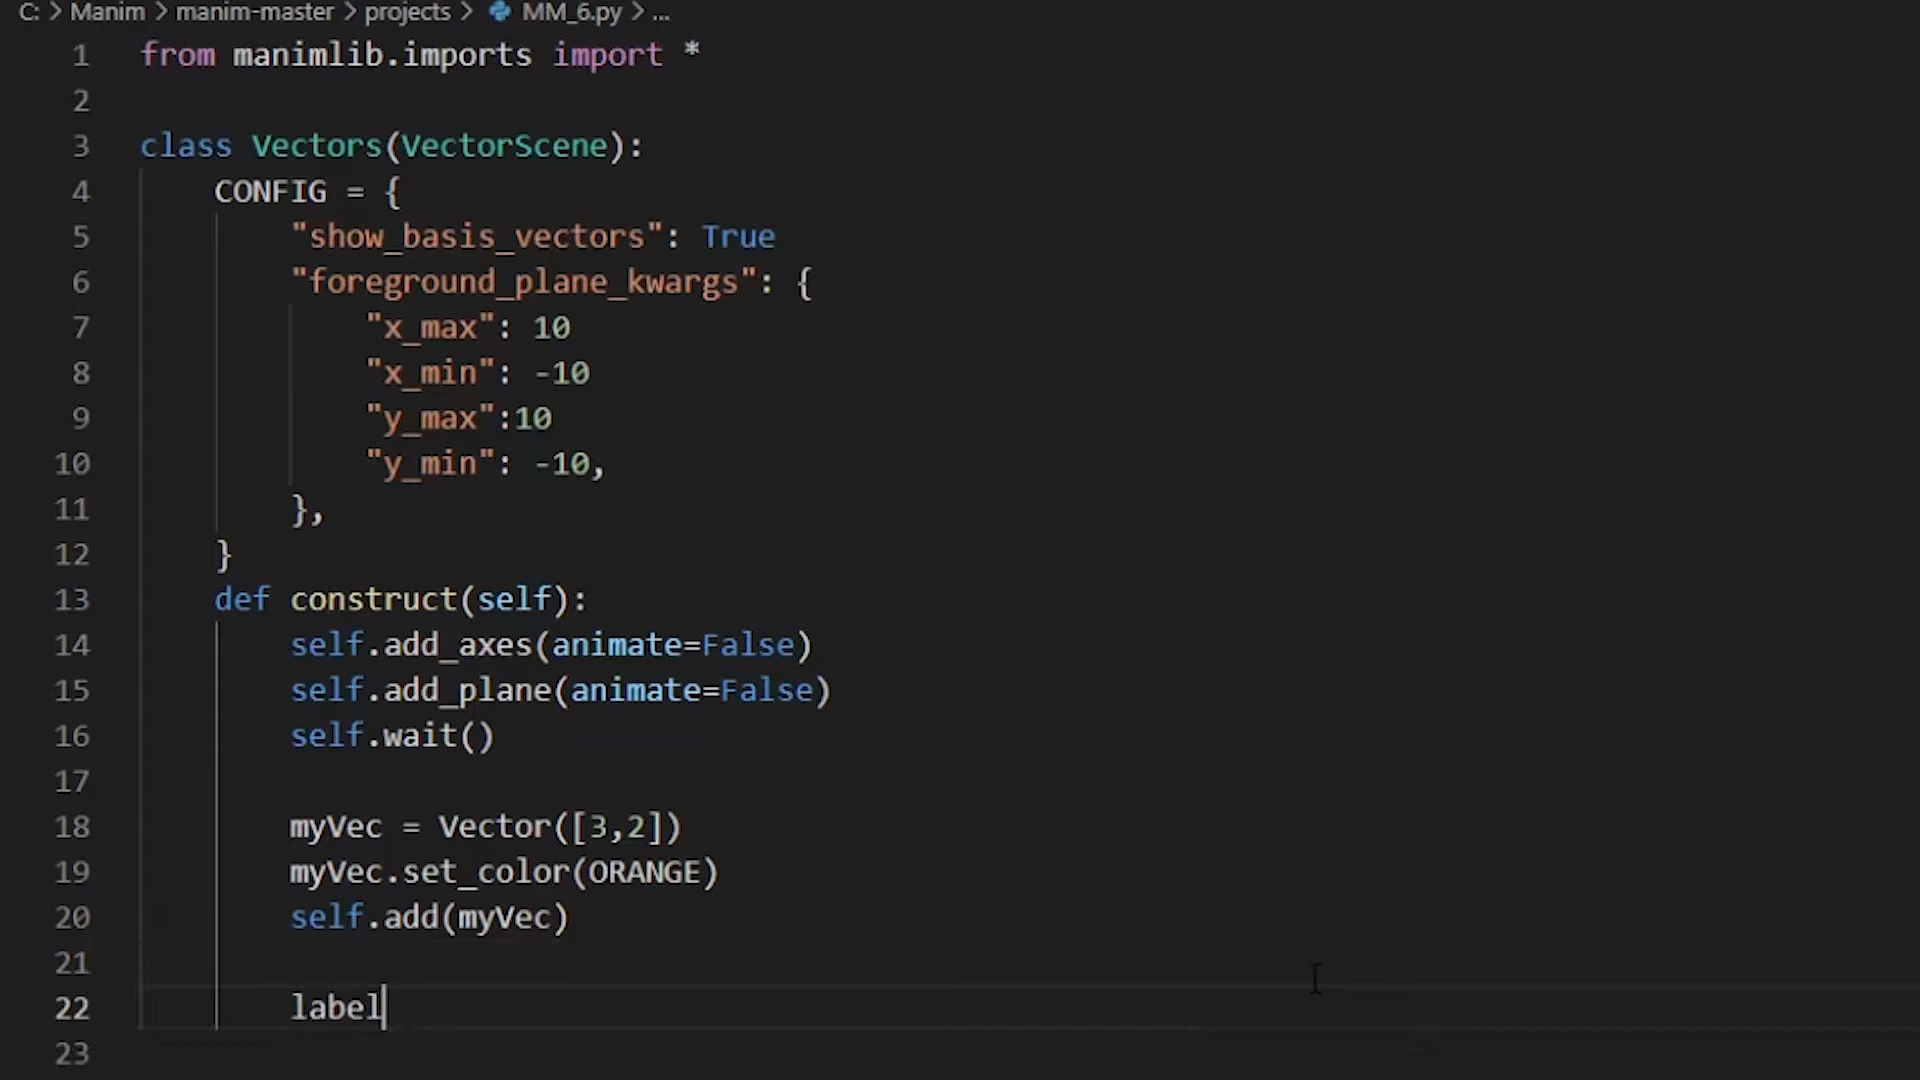 C: > Manim > manim-master > projects > MM_6.py > ...
1 from manimlib.imports import *
2
3 class Vectors(VectorScene):
4 CONFIG = {
5 "show_basis_vectors": True
6 "foreground_plane_kwargs": {
7 "x_max": 10
8 "x_min": -10
9 "y_max":10
10 "y_min": -10,
11 },
12 }
13 def construct(self):
14 self.add_axes(animate=False)
15 self.add_plane(animate=False)
16 self.wait()
17
18 myVec = Vector([3,2])
19 myVec.set_color(ORANGE)
20 self.add(myVec)
21
22 label
23